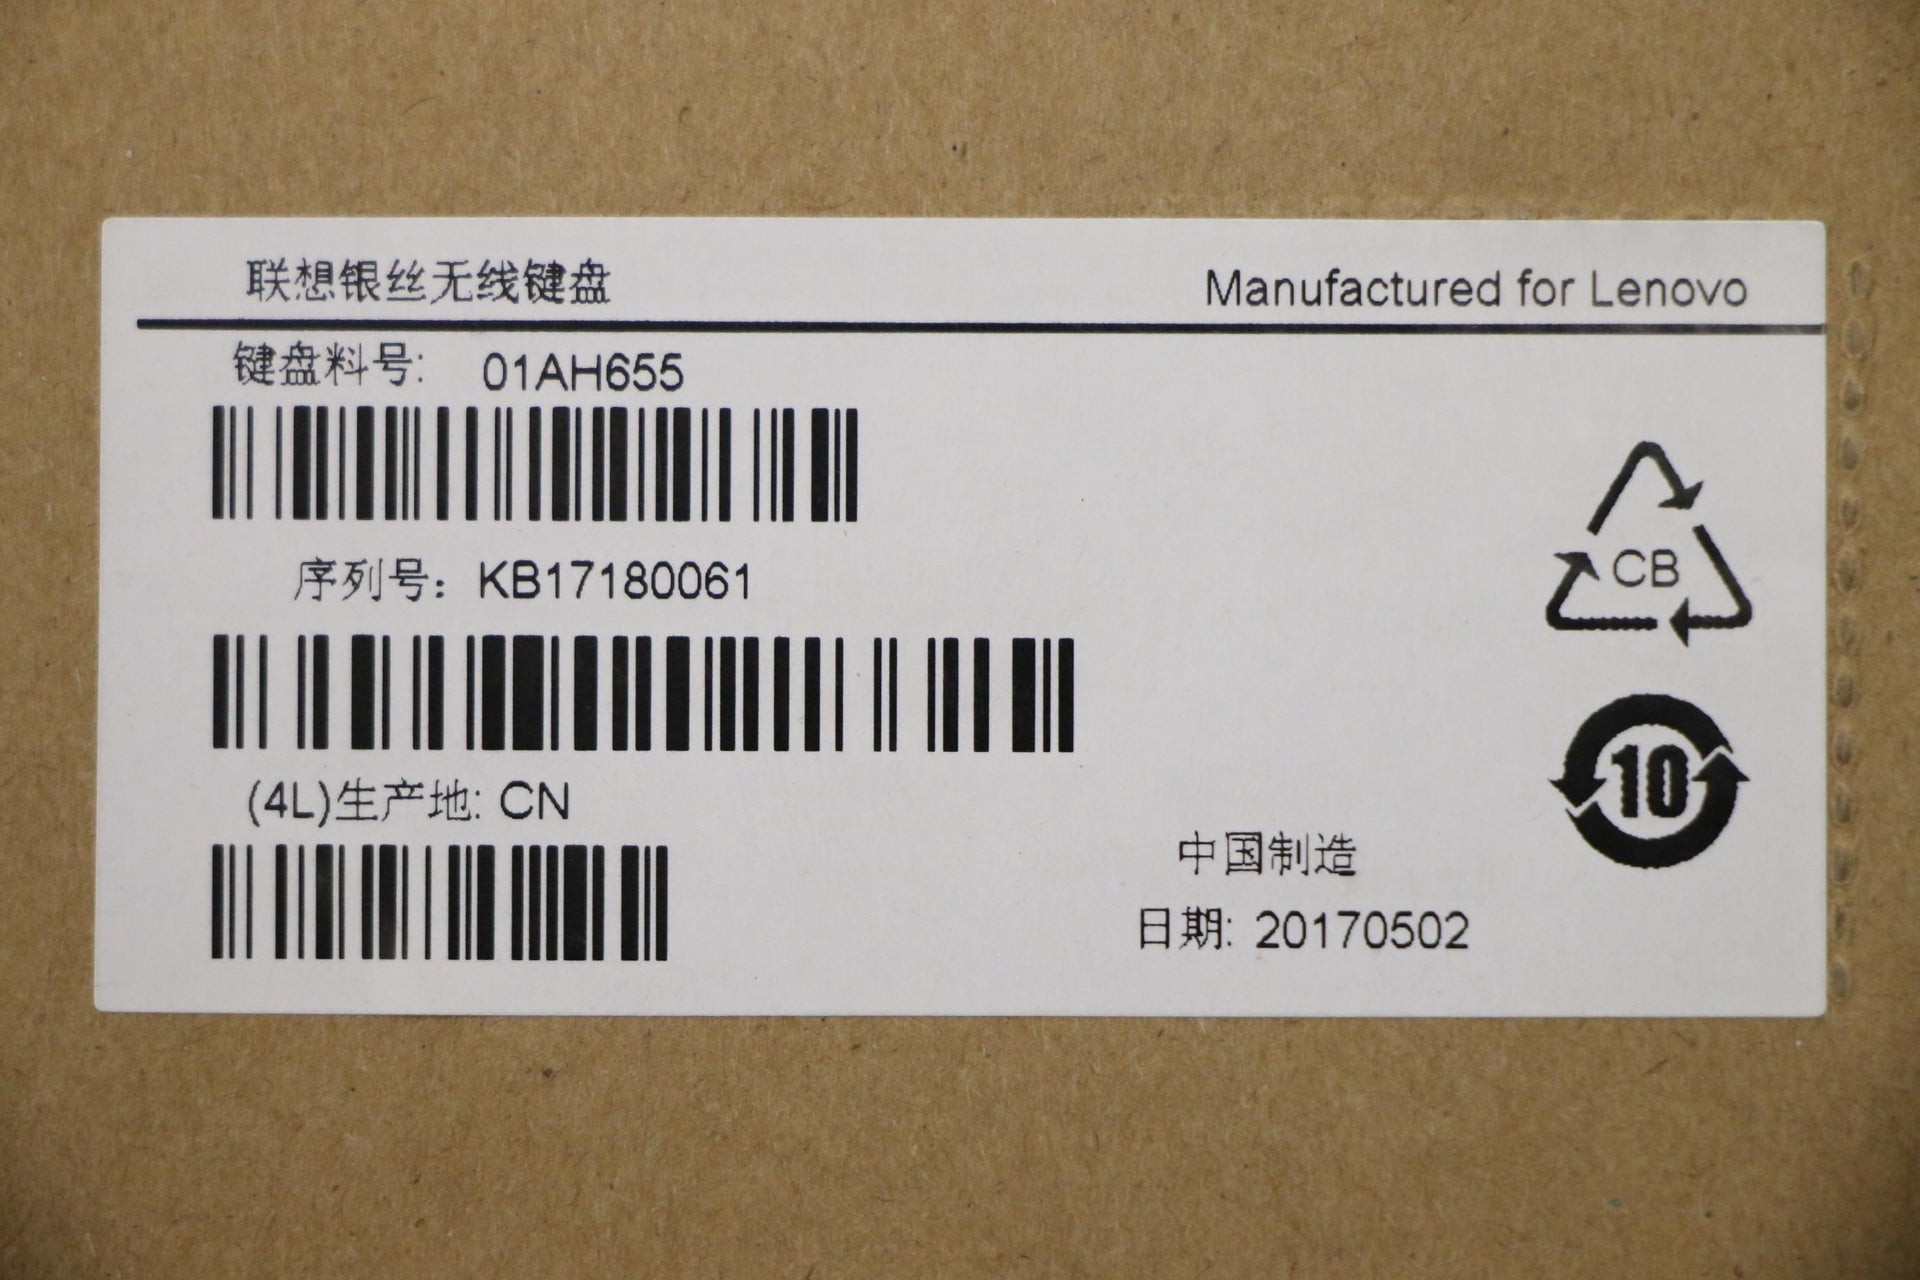 联想银丝无线键盘 Manufactured for Lenovo
键盘料号: 01AH655
序列号: KB17180061
(4L)生产地: CN
CB
10
中国制造
日期: 20170502